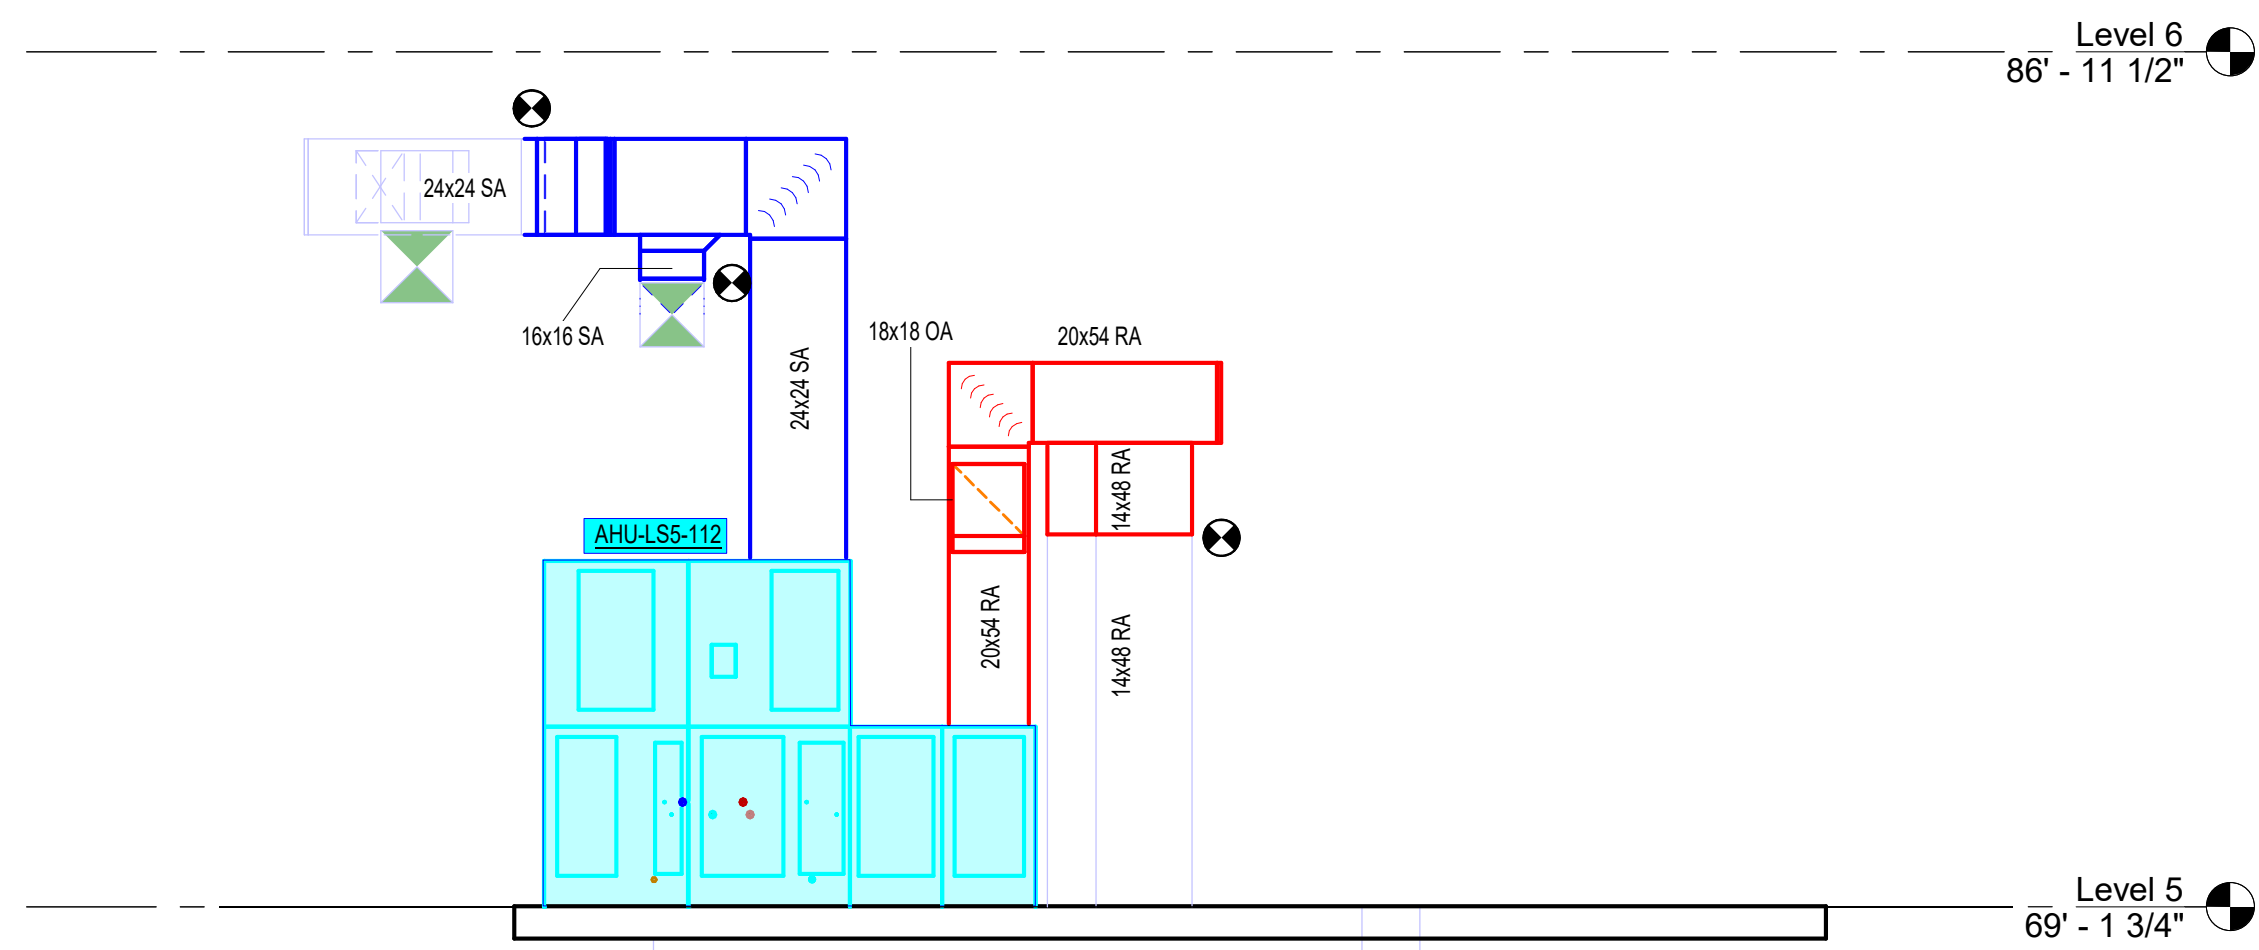 Level 6
86' - 11 1/2"
24x24 SA
16x16 SA
18x18 OA
20x54 RA
24x24 SA
14x48 RA
AHU-LS5-112
20x54 RA
14x48 RA
Level 5
69' - 1 3/4"